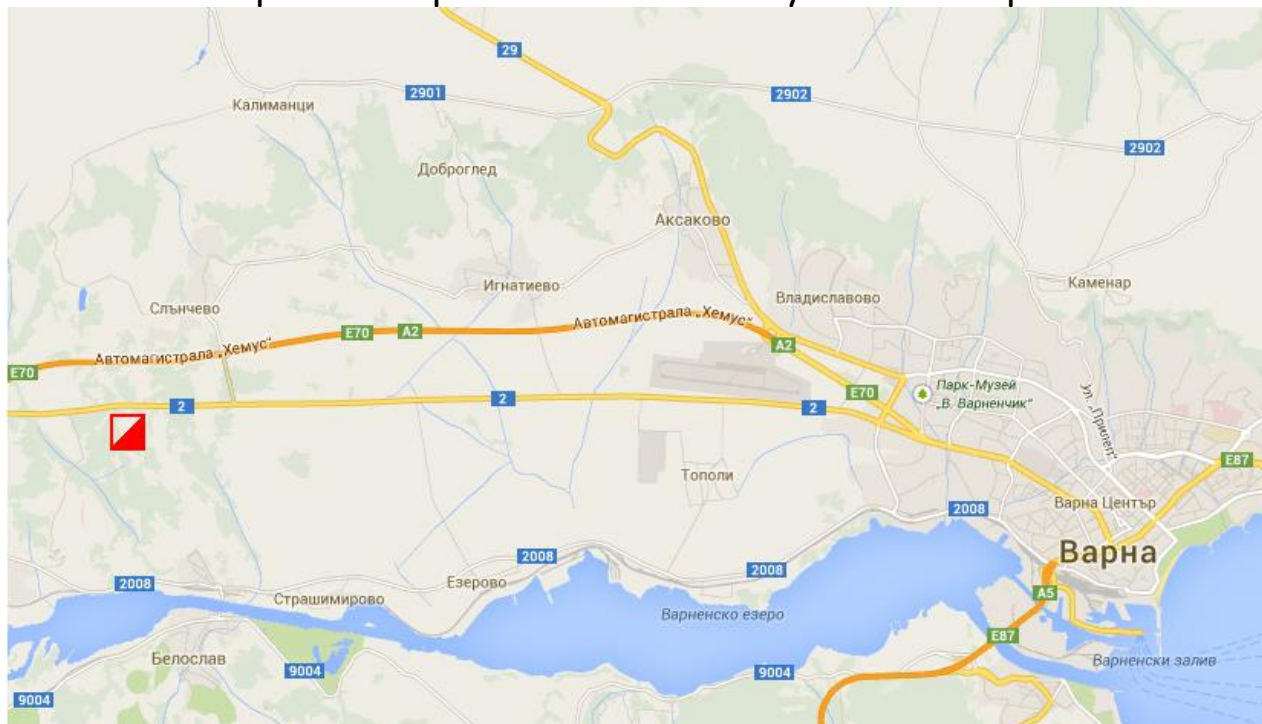 29
2901
2902
Калиманци
2902
Доброглед
Аксаково
Игнатиево
Каменар
Владиславово
Слънчево
Автомагистрала „Хемус“
E70
A2
Автомагистрала „Хемус“
A2
E70
E70
Парк-Музей
„В. Варненчик“
ул. „Прилеп“
2
2
2
E87
Тополи
Варна Център
2008
Варна
2008
2008
2008
Езерово
Страшимирово
A5
Варненско езеро
E87
Белослав
9004
9004
Варненски залив
9004